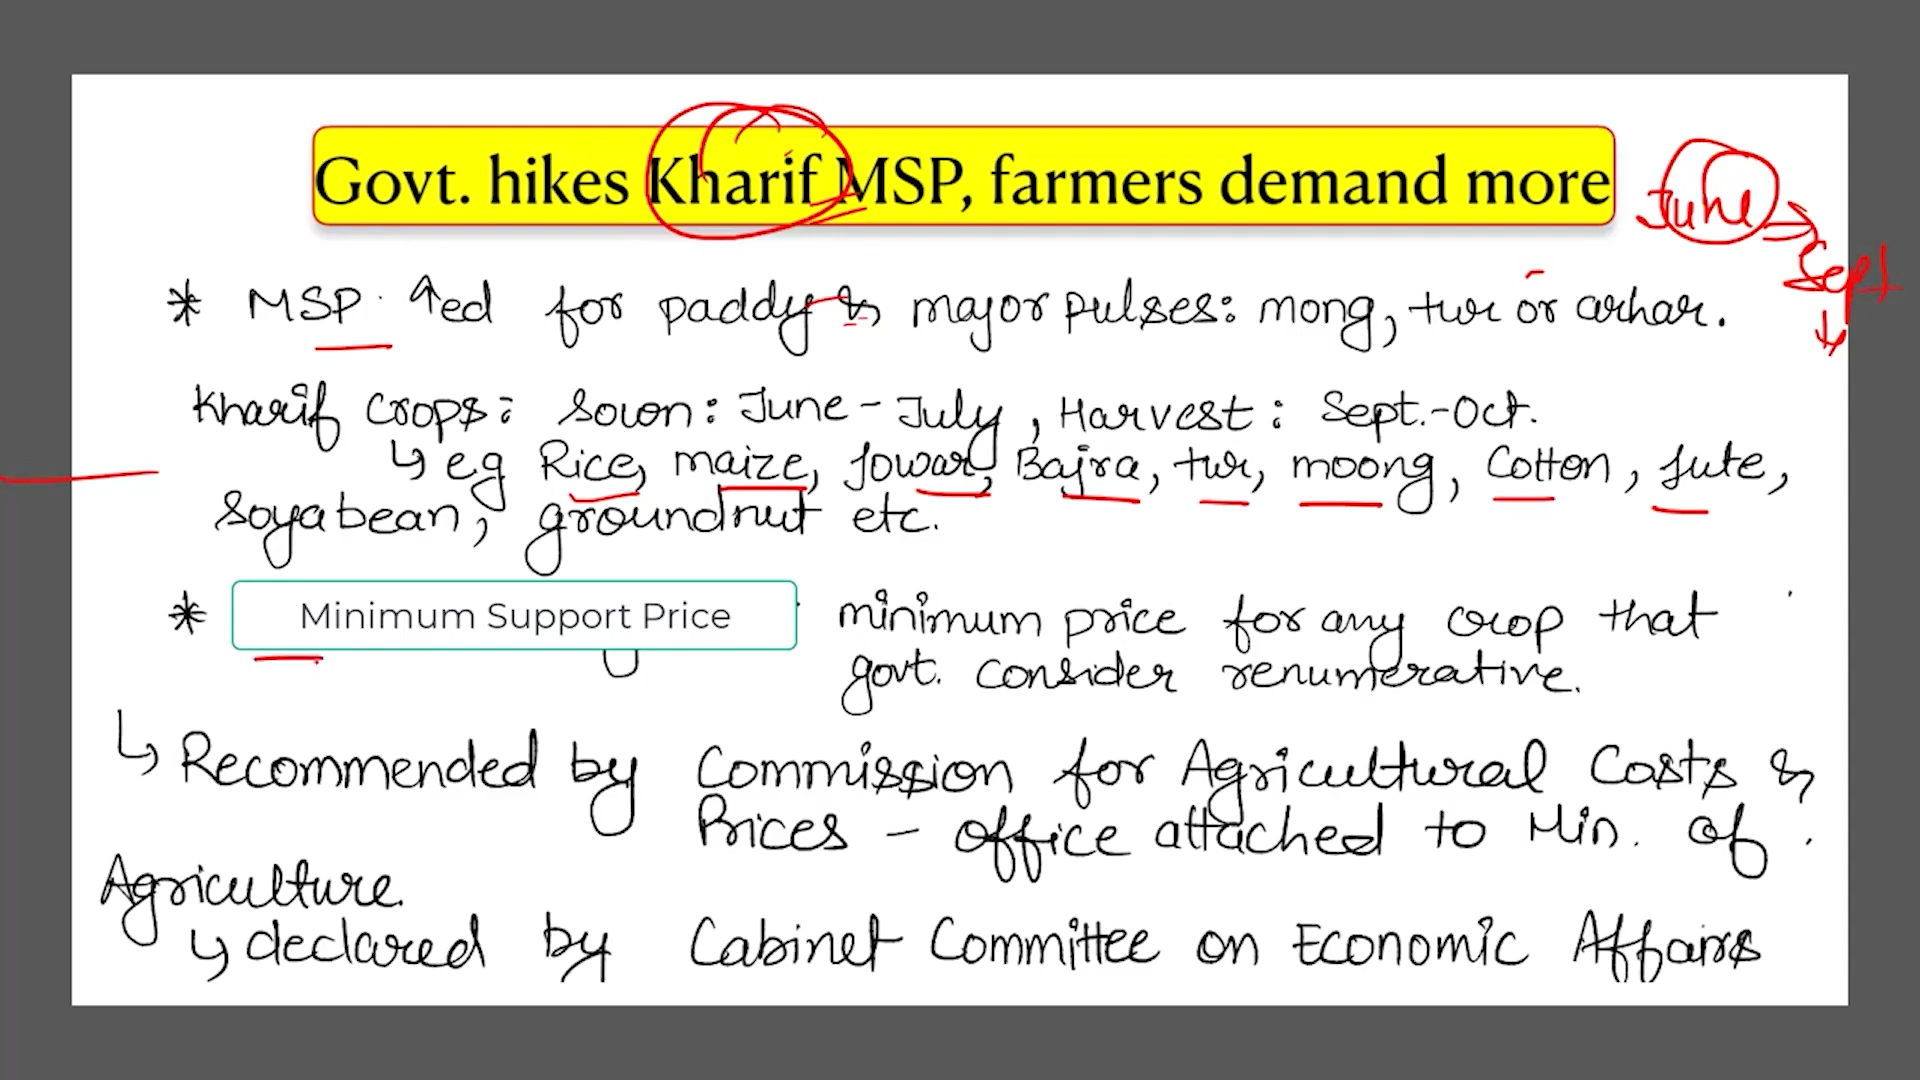 Govt. hikes Kharif MSP, farmers demand more
June →
Sept
* MSP ↑ed for paddy & major pulses: mong, tur or arhar.
Kharif crops: sown: June - July, Harvest: Sept.-Oct.
↳ e.g Rice, maize, Jowar, Bajra, tur, moong, Cotton, Jute,
Soyabean, groundnut etc.
* Minimum Support Price minimum price for any crop that
govt. consider renumerative.
↳ Recommended by Commission for Agricultural Costs &
Prices - office attached to Min. of
Agriculture.
↳ declared by Cabinet Committee on Economic Affairs